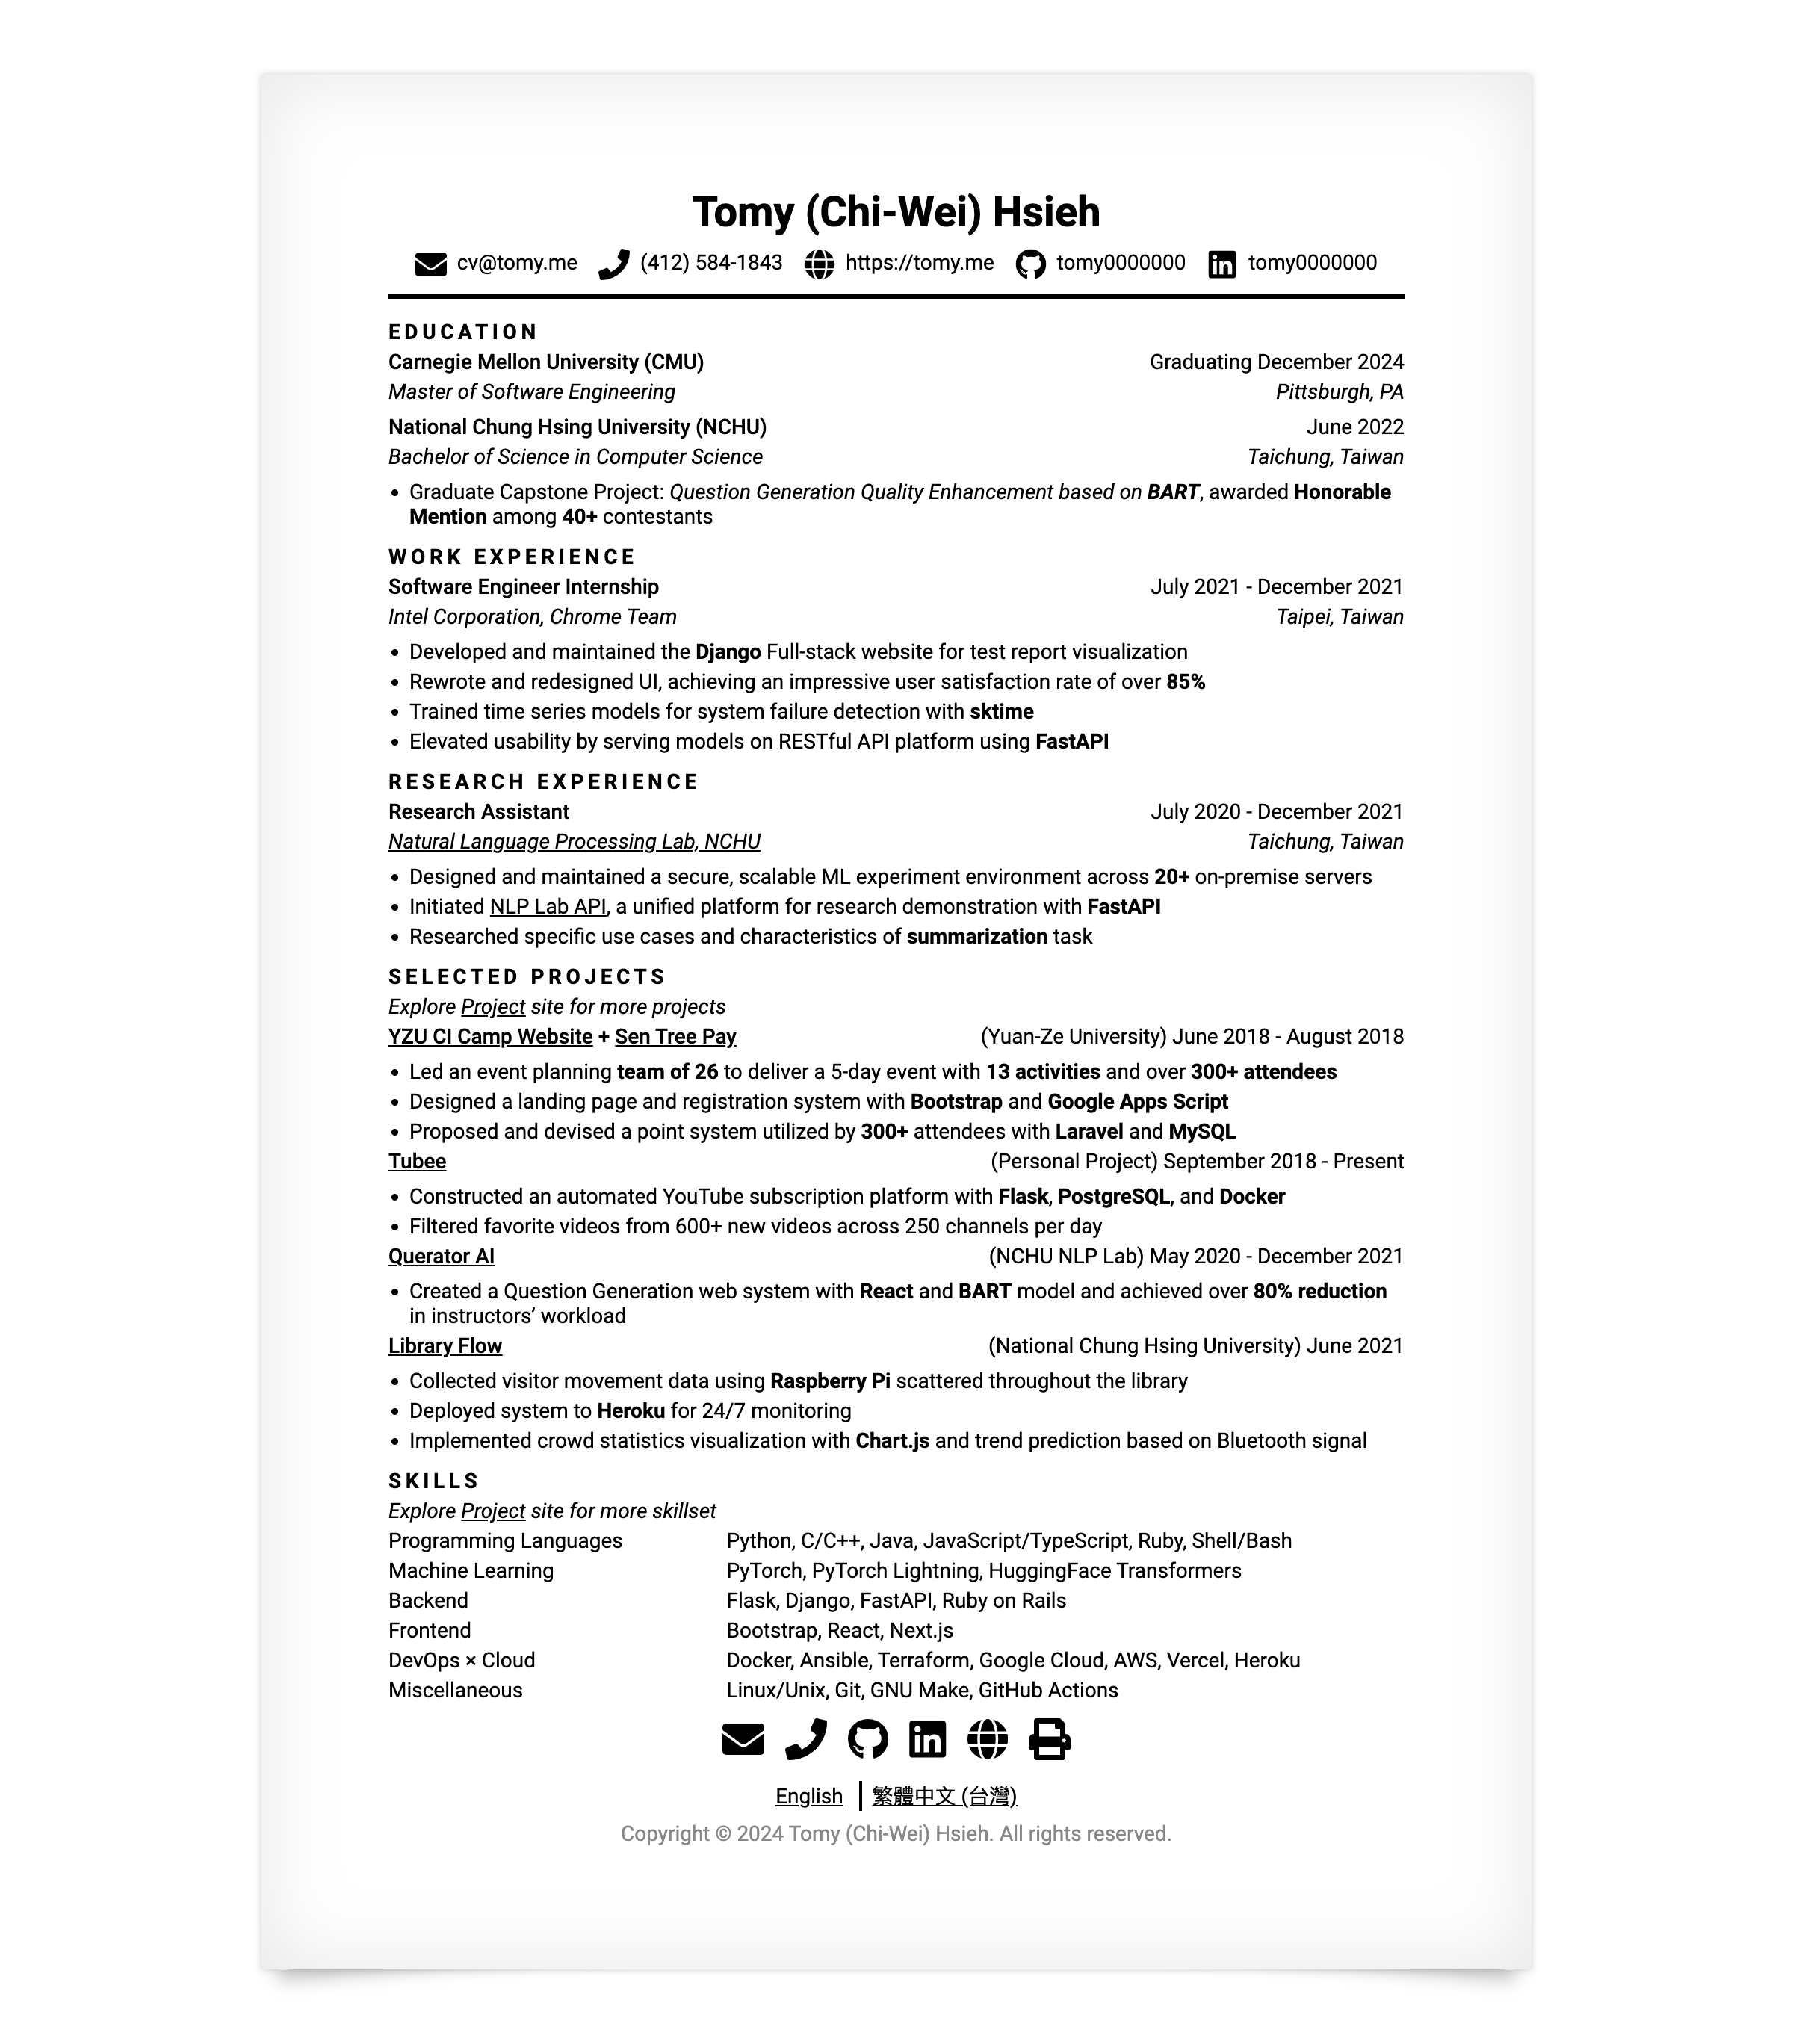 Tomy (Chi-Wei) Hsieh
cv@tomy.me (412) 584-1843 https://tomy.me tomy0000000 tomy0000000
EDUCATION
Carnegie Mellon University (CMU) Graduating December 2024
Master of Software Engineering Pittsburgh, PA
National Chung Hsing University (NCHU) June 2022
Bachelor of Science in Computer Science Taichung, Taiwan
• Graduate Capstone Project: Question Generation Quality Enhancement based on BART, awarded Honorable
Mention among 40+ contestants
WORK EXPERIENCE
Software Engineer Internship July 2021 - December 2021
Intel Corporation, Chrome Team Taipei, Taiwan
• Developed and maintained the Django Full-stack website for test report visualization
• Rewrote and redesigned UI, achieving an impressive user satisfaction rate of over 85%
• Trained time series models for system failure detection with sktime
• Elevated usability by serving models on RESTful API platform using FastAPI
RESEARCH EXPERIENCE
Research Assistant July 2020 - December 2021
Natural Language Processing Lab, NCHU Taichung, Taiwan
• Designed and maintained a secure, scalable ML experiment environment across 20+ on-premise servers
• Initiated NLP Lab API, a unified platform for research demonstration with FastAPI
• Researched specific use cases and characteristics of summarization task
SELECTED PROJECTS
Explore Project site for more projects
YZU CI Camp Website + Sen Tree Pay (Yuan-Ze University) June 2018 - August 2018
• Led an event planning team of 26 to deliver a 5-day event with 13 activities and over 300+ attendees
• Designed a landing page and registration system with Bootstrap and Google Apps Script
• Proposed and devised a point system utilized by 300+ attendees with Laravel and MySQL
Tubee (Personal Project) September 2018 - Present
• Constructed an automated YouTube subscription platform with Flask, PostgreSQL, and Docker
• Filtered favorite videos from 600+ new videos across 250 channels per day
Querator AI (NCHU NLP Lab) May 2020 - December 2021
• Created a Question Generation web system with React and BART model and achieved over 80% reduction
in instructors’ workload
Library Flow (National Chung Hsing University) June 2021
• Collected visitor movement data using Raspberry Pi scattered throughout the library
• Deployed system to Heroku for 24/7 monitoring
• Implemented crowd statistics visualization with Chart.js and trend prediction based on Bluetooth signal
SKILLS
Explore Project site for more skillset
Programming Languages Python, C/C++, Java, JavaScript/TypeScript, Ruby, Shell/Bash
Machine Learning PyTorch, PyTorch Lightning, HuggingFace Transformers
Backend Flask, Django, FastAPI, Ruby on Rails
Frontend Bootstrap, React, Next.js
DevOps × Cloud Docker, Ansible, Terraform, Google Cloud, AWS, Vercel, Heroku
Miscellaneous Linux/Unix, Git, GNU Make, GitHub Actions
English | 繁體中文 (台灣)
Copyright © 2024 Tomy (Chi-Wei) Hsieh. All rights reserved.